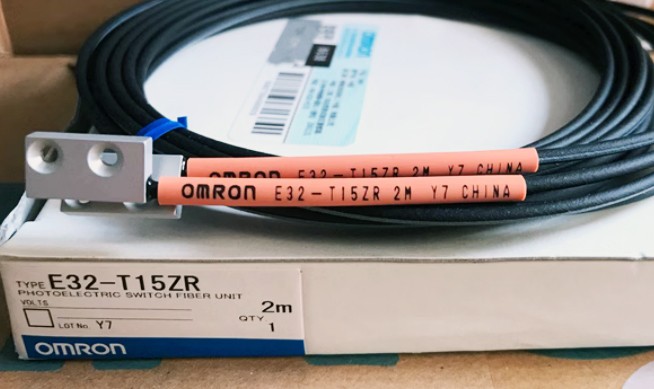 OMRON
OMRON E32-T15ZR 2M Y7 CHINA
OMRON E32-T15ZR 2M Y7 CHINA
TYPE E32-T15ZR
PHOTOELECTRIC SWITCH FIBER UNIT
VOLTS
2m
LOT No. Y7
QTY 1
OMRON